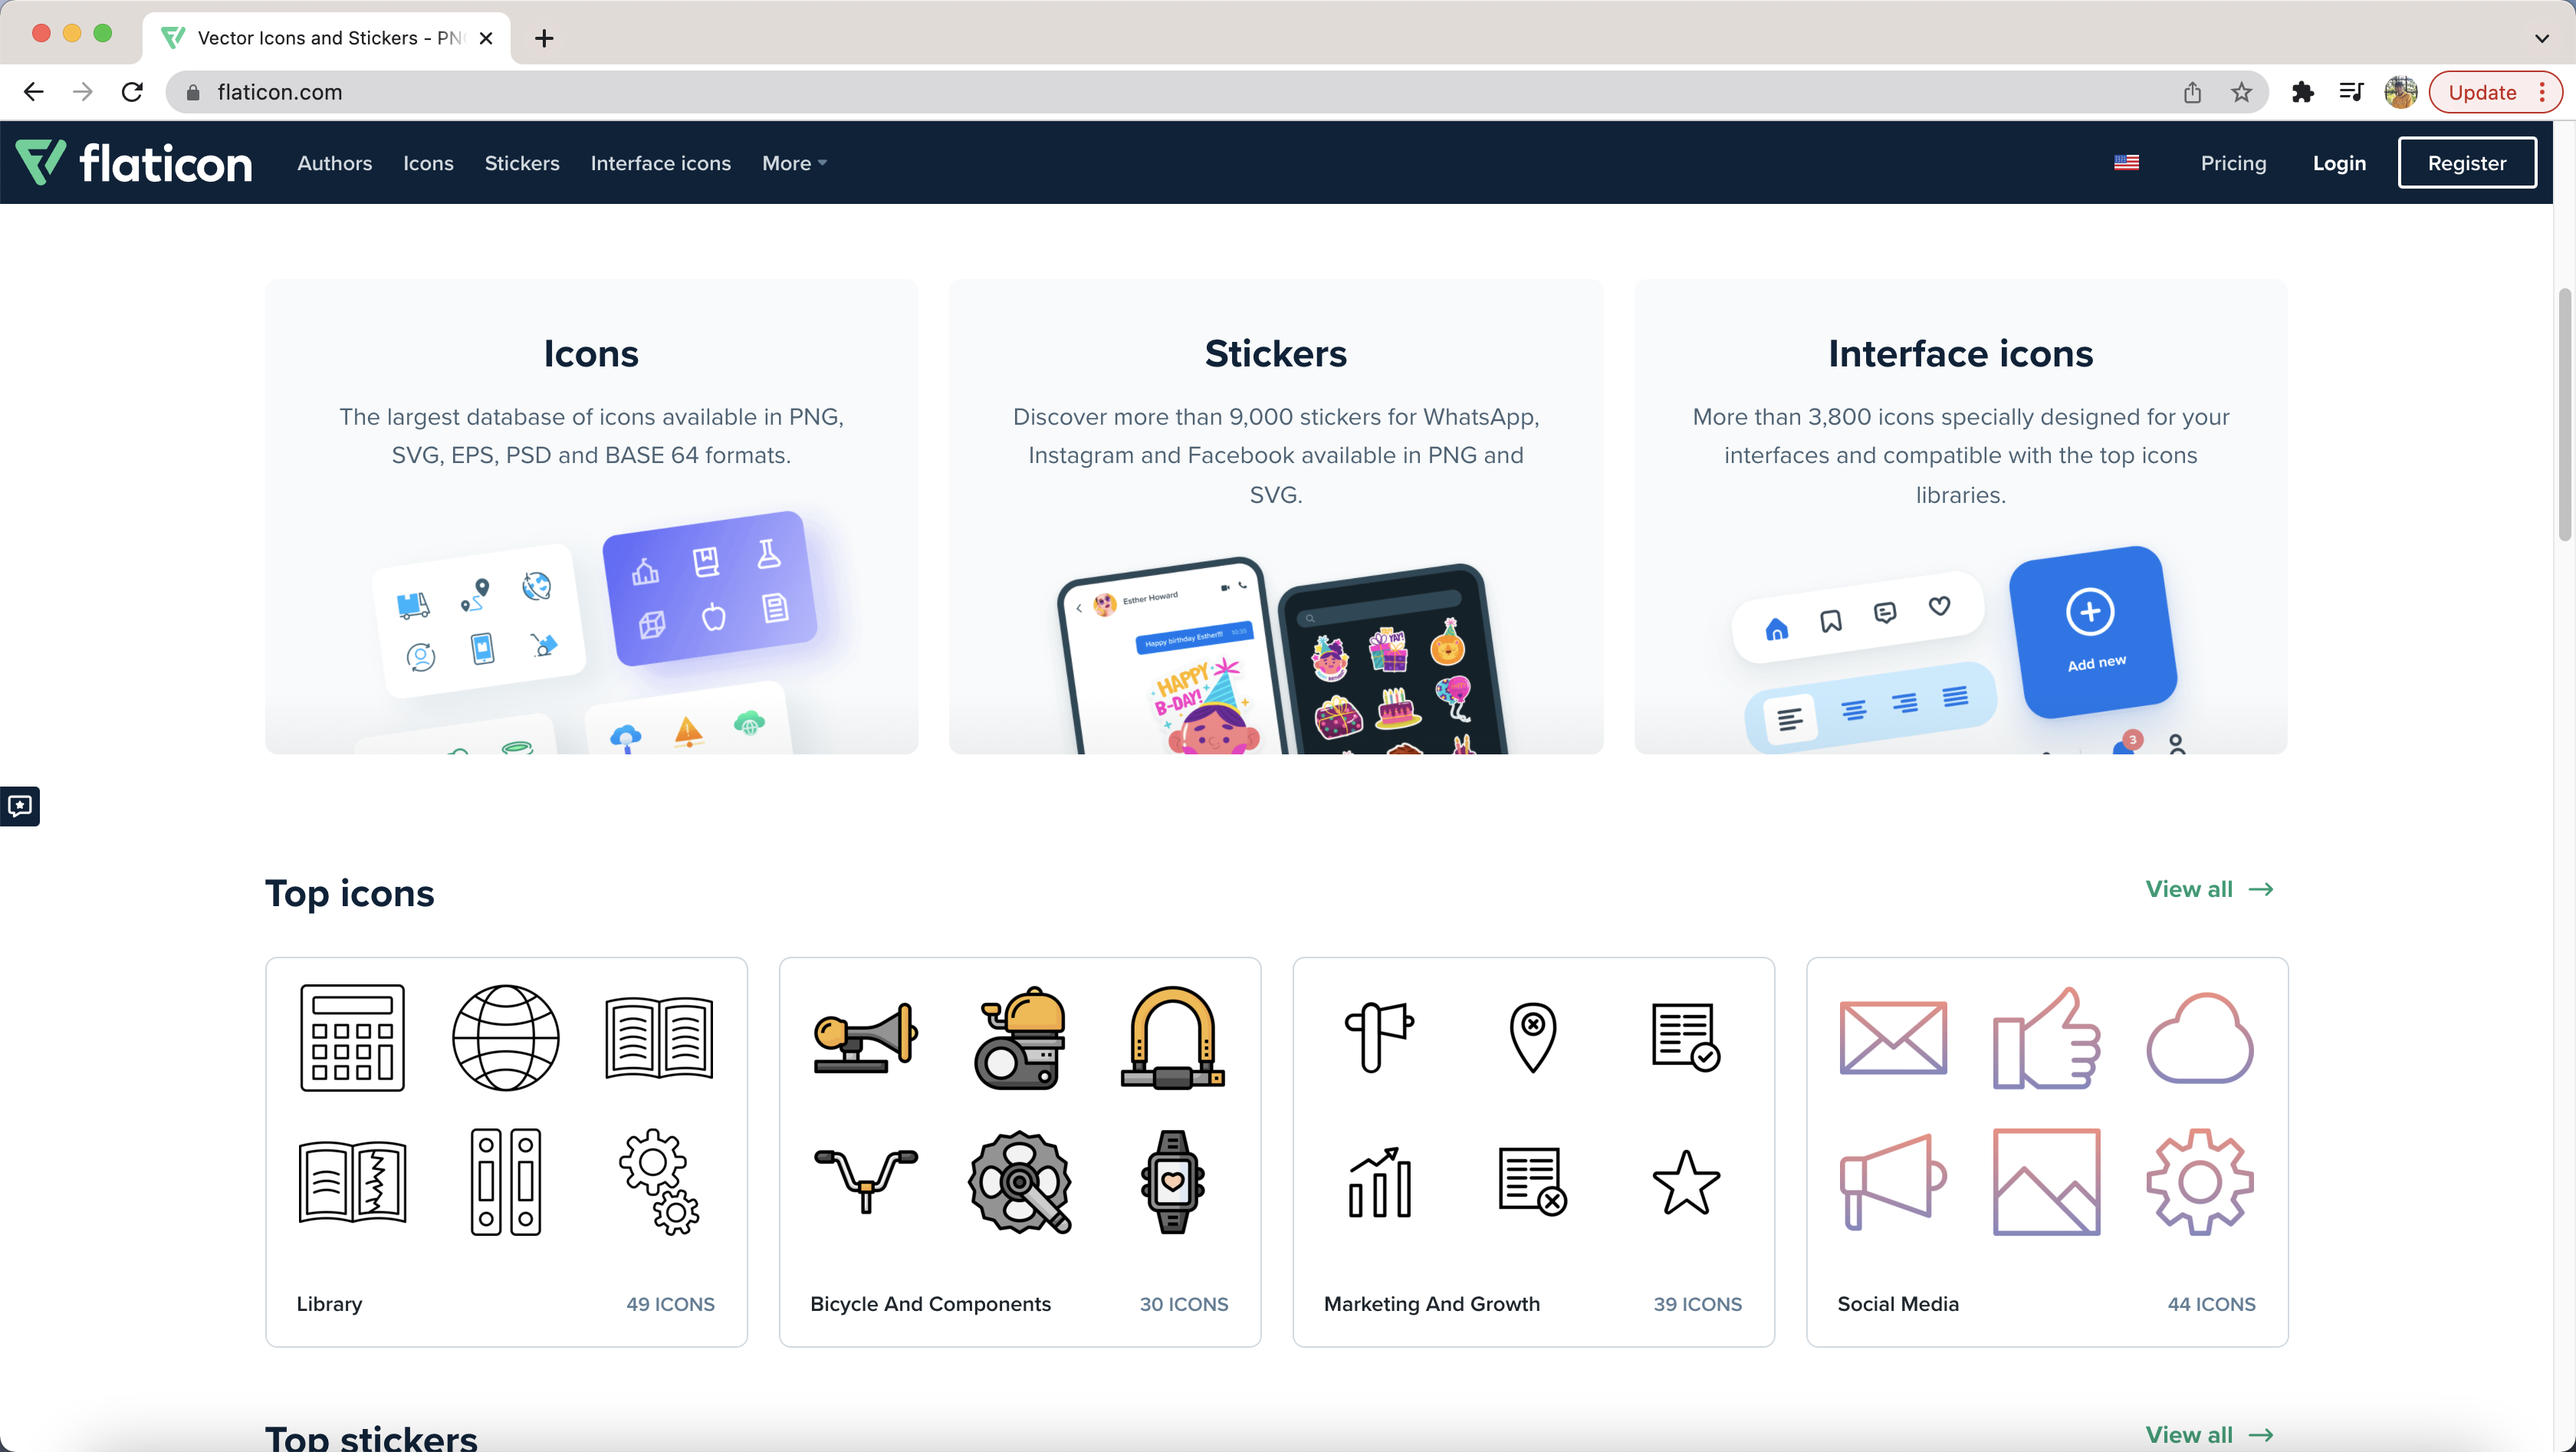 Vector Icons and Stickers - PN
flaticon.com
Update
flaticon
Authors
Icons
Stickers
Interface icons
More
Pricing
Login
Register
Icons
The largest database of icons available in PNG,
SVG, EPS, PSD and BASE 64 formats.
Stickers
Discover more than 9,000 stickers for WhatsApp,
Instagram and Facebook available in PNG and
SVG.
Esther Howard
Happy birthday Esther!!!
10:30
HAPPY
B-DAY!
YAY!
Interface icons
More than 3,800 icons specially designed for your
interfaces and compatible with the top icons
libraries.
Add new
3
Top icons
View all
Library
49 ICONS
Bicycle And Components
30 ICONS
Marketing And Growth
39 ICONS
Social Media
44 ICONS
Top stickers
View all